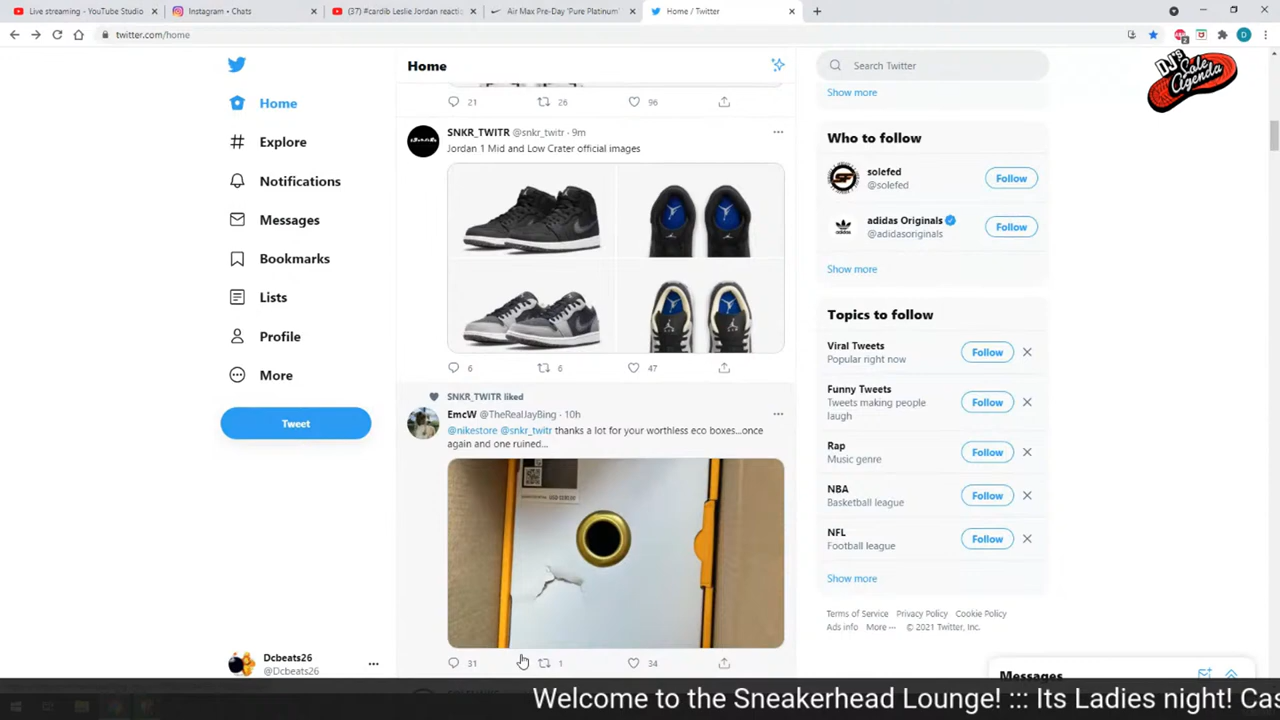 Live streaming - YouTube Studio
Instagram • Chats
(37) #cardib Leslie Jordan reacti
Air Max Pre-Day 'Pure Platinum'
Home / Twitter
twitter.com/home
D
Home
Search Twitter
DJ's Sole Agenda
Home
Explore
Notifications
Messages
Bookmarks
Lists
Profile
More
Tweet
Dcbeats26
@Dcbeats26
21 26 96
SNKR_TWITR @snkr_twitr · 9m
Jordan 1 Mid and Low Crater official images
6 6 47
SNKR_TWITR liked
EmcW @TheRealJayBing · 10h
@nikestore @snkr_twitr thanks a lot for your worthless eco boxes...once
again and one ruined...
31 1 34
Show more
Who to follow
solefed
@solefed
Follow
adidas Originals
@adidasoriginals
Follow
Show more
Topics to follow
Viral Tweets
Popular right now
Follow
Funny Tweets
Tweets making people
laugh
Follow
Rap
Music genre
Follow
NBA
Basketball league
Follow
NFL
Football league
Follow
Show more
Terms of Service Privacy Policy Cookie Policy
Ads info More ··· © 2021 Twitter, Inc.
Messages
Welcome to the Sneakerhead Lounge! ::: Its Ladies night! Cas